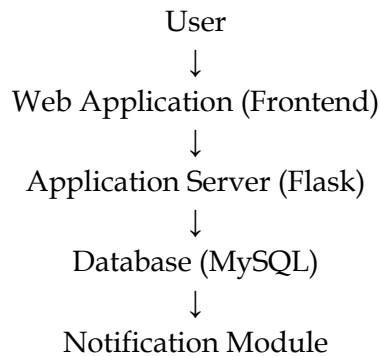 User
↓
Web Application (Frontend)
↓
Application Server (Flask)
↓
Database (MySQL)
↓
Notification Module